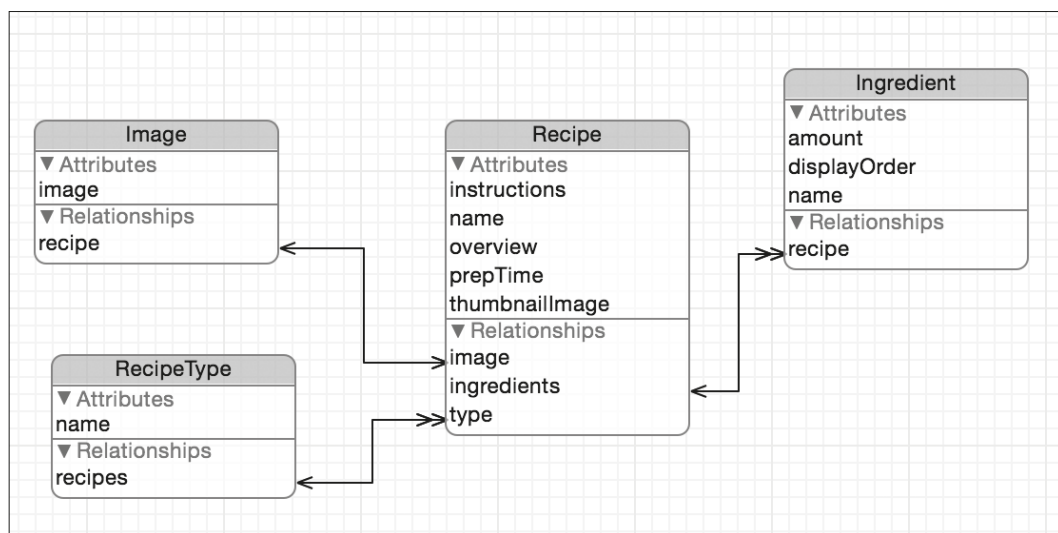 Image
▼ Attributes
image
▼ Relationships
recipe
RecipeType
▼ Attributes
name
▼ Relationships
recipes
Recipe
▼ Attributes
instructions
name
overview
prepTime
thumbnailImage
▼ Relationships
image
ingredients
type
Ingredient
▼ Attributes
amount
displayOrder
name
▼ Relationships
recipe